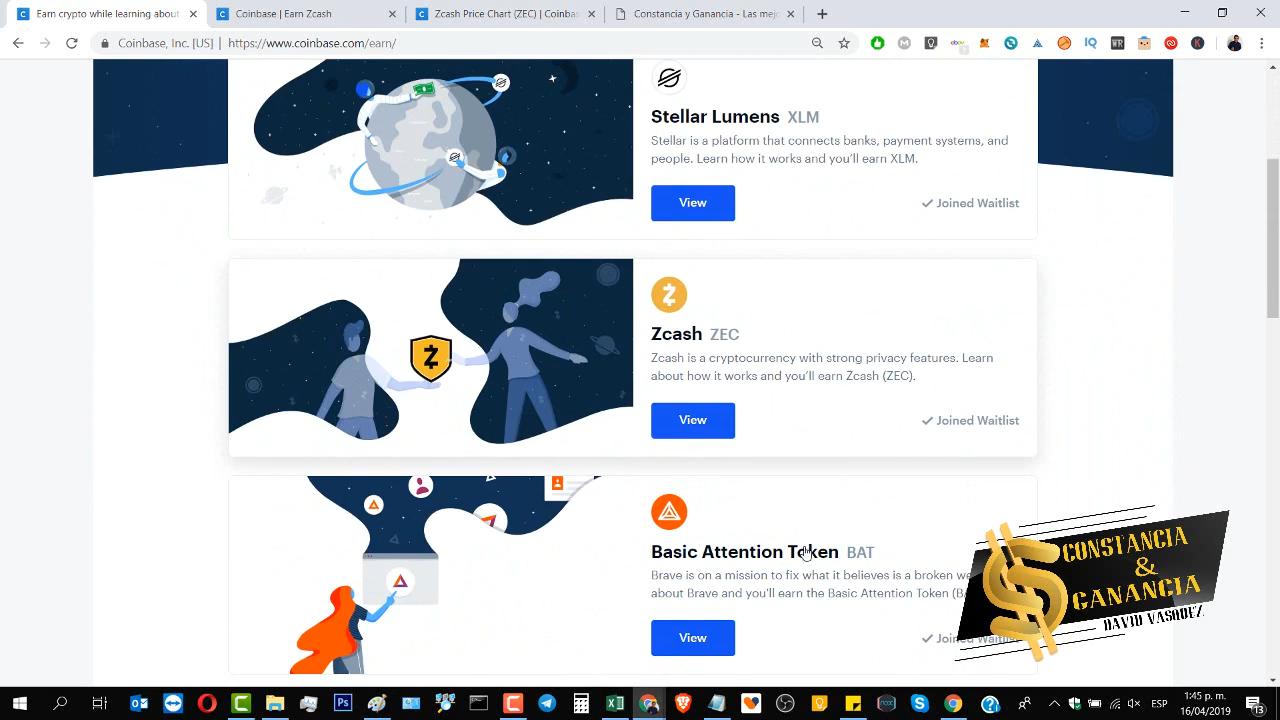 Earn crypto while learning about
Coinbase | Earn Zcash
Zcash Price Chart (ZEC) | Coinbas
Constancia y Ganancia - Las mej
Coinbase, Inc. [US] | https://www.coinbase.com/earn/
Stellar Lumens XLM
Stellar is a platform that connects banks, payment systems, and
people. Learn how it works and you'll earn XLM.
View
Joined Waitlist
Zcash ZEC
Zcash is a cryptocurrency with strong privacy features. Learn
about how it works and you'll earn Zcash (ZEC).
View
Joined Waitlist
Basic Attention Token BAT
Brave is on a mission to fix what it believes is a broken we
about Brave and you'll earn the Basic Attention Token (B
View
Joined Waitlist
CONSTANCIA
&
GANANCIA
DAVID VASQUEZ
ESP
1:45 p. m.
16/04/2019